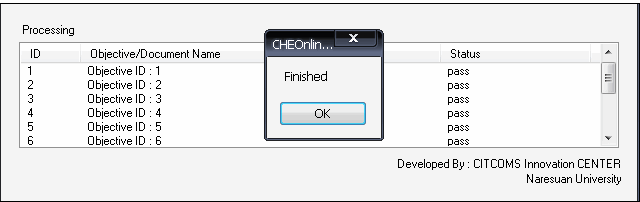 Processing
ID Objective/Document Name Status
1 Objective ID : 1 pass
2 Objective ID : 2 pass
3 Objective ID : 3 pass
4 Objective ID : 4 pass
5 Objective ID : 5 pass
6 Objective ID : 6 pass
CHEOnlin... X
Finished
OK
Developed By : CITCOMS Innovation CENTER
Naresuan University